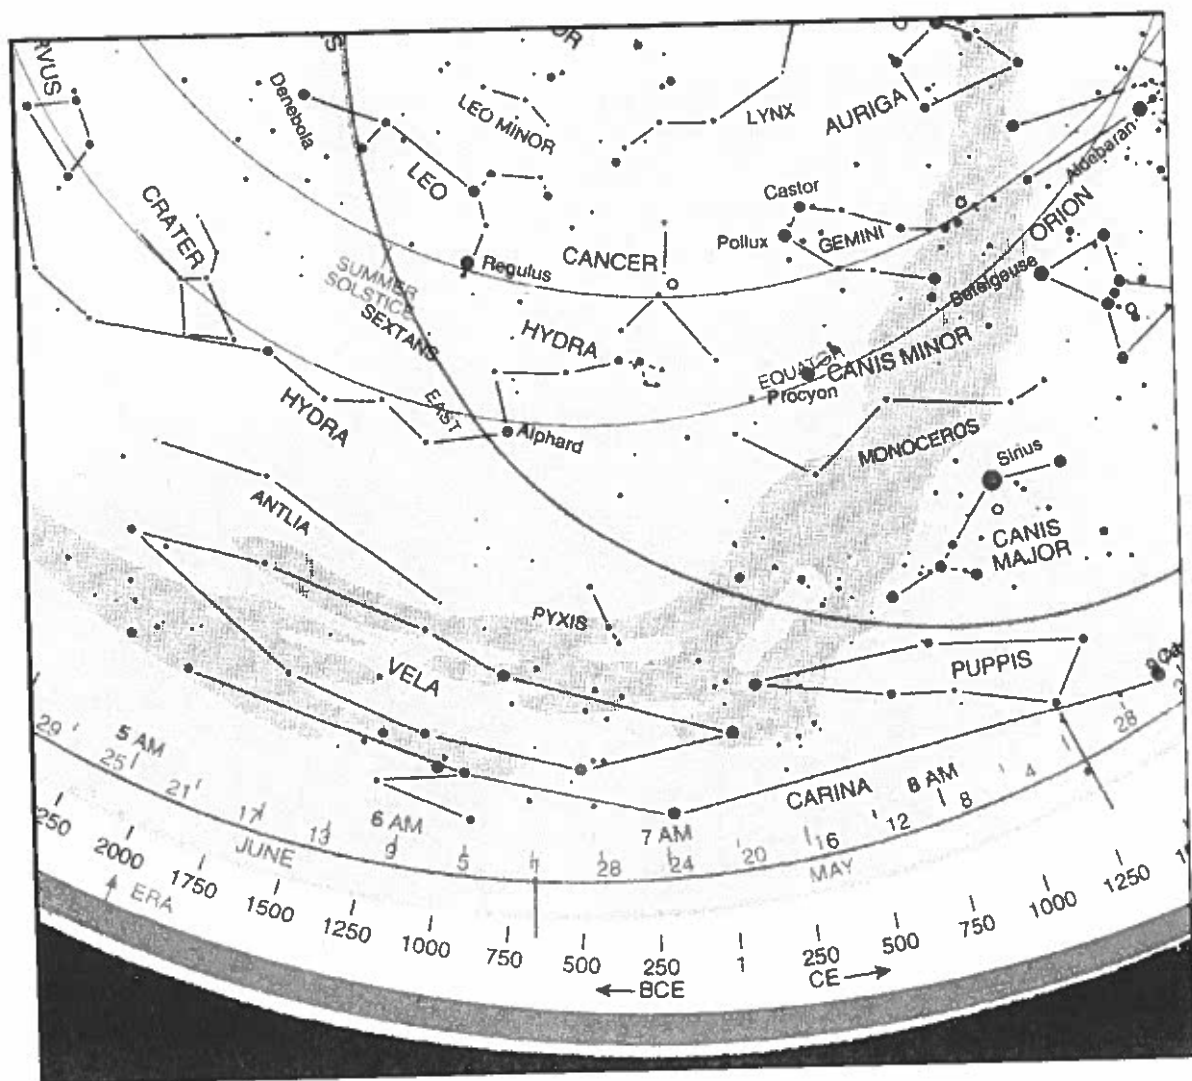 RVUS
Denebola
LEO MINOR
LYNX
AURIGA
Aldebaran
CRATER
LEO
Castor
Pollux
GEMINI
ORION
CANCER
Regulus
Betelgeuse
SUMMER
SOLSTICE
SEXTANS
HYDRA
EQUATOR
CANIS MINOR
Procyon
HYDRA
EAST
Alphard
MONOCEROS
Sirius
ANTLIA
CANIS
MAJOR
PYXIS
VELA
PUPPIS
CARINA
5 AM
6 AM
7 AM
8 AM
29 25 21 17 13 9 5 1 28 24 20 16 12 8 4 1 28
JUNE
MAY
250 2000 1750 1500 1250 1000 750 500 250 1 250 500 750 1000 1250
ERA
←BCE
CE→